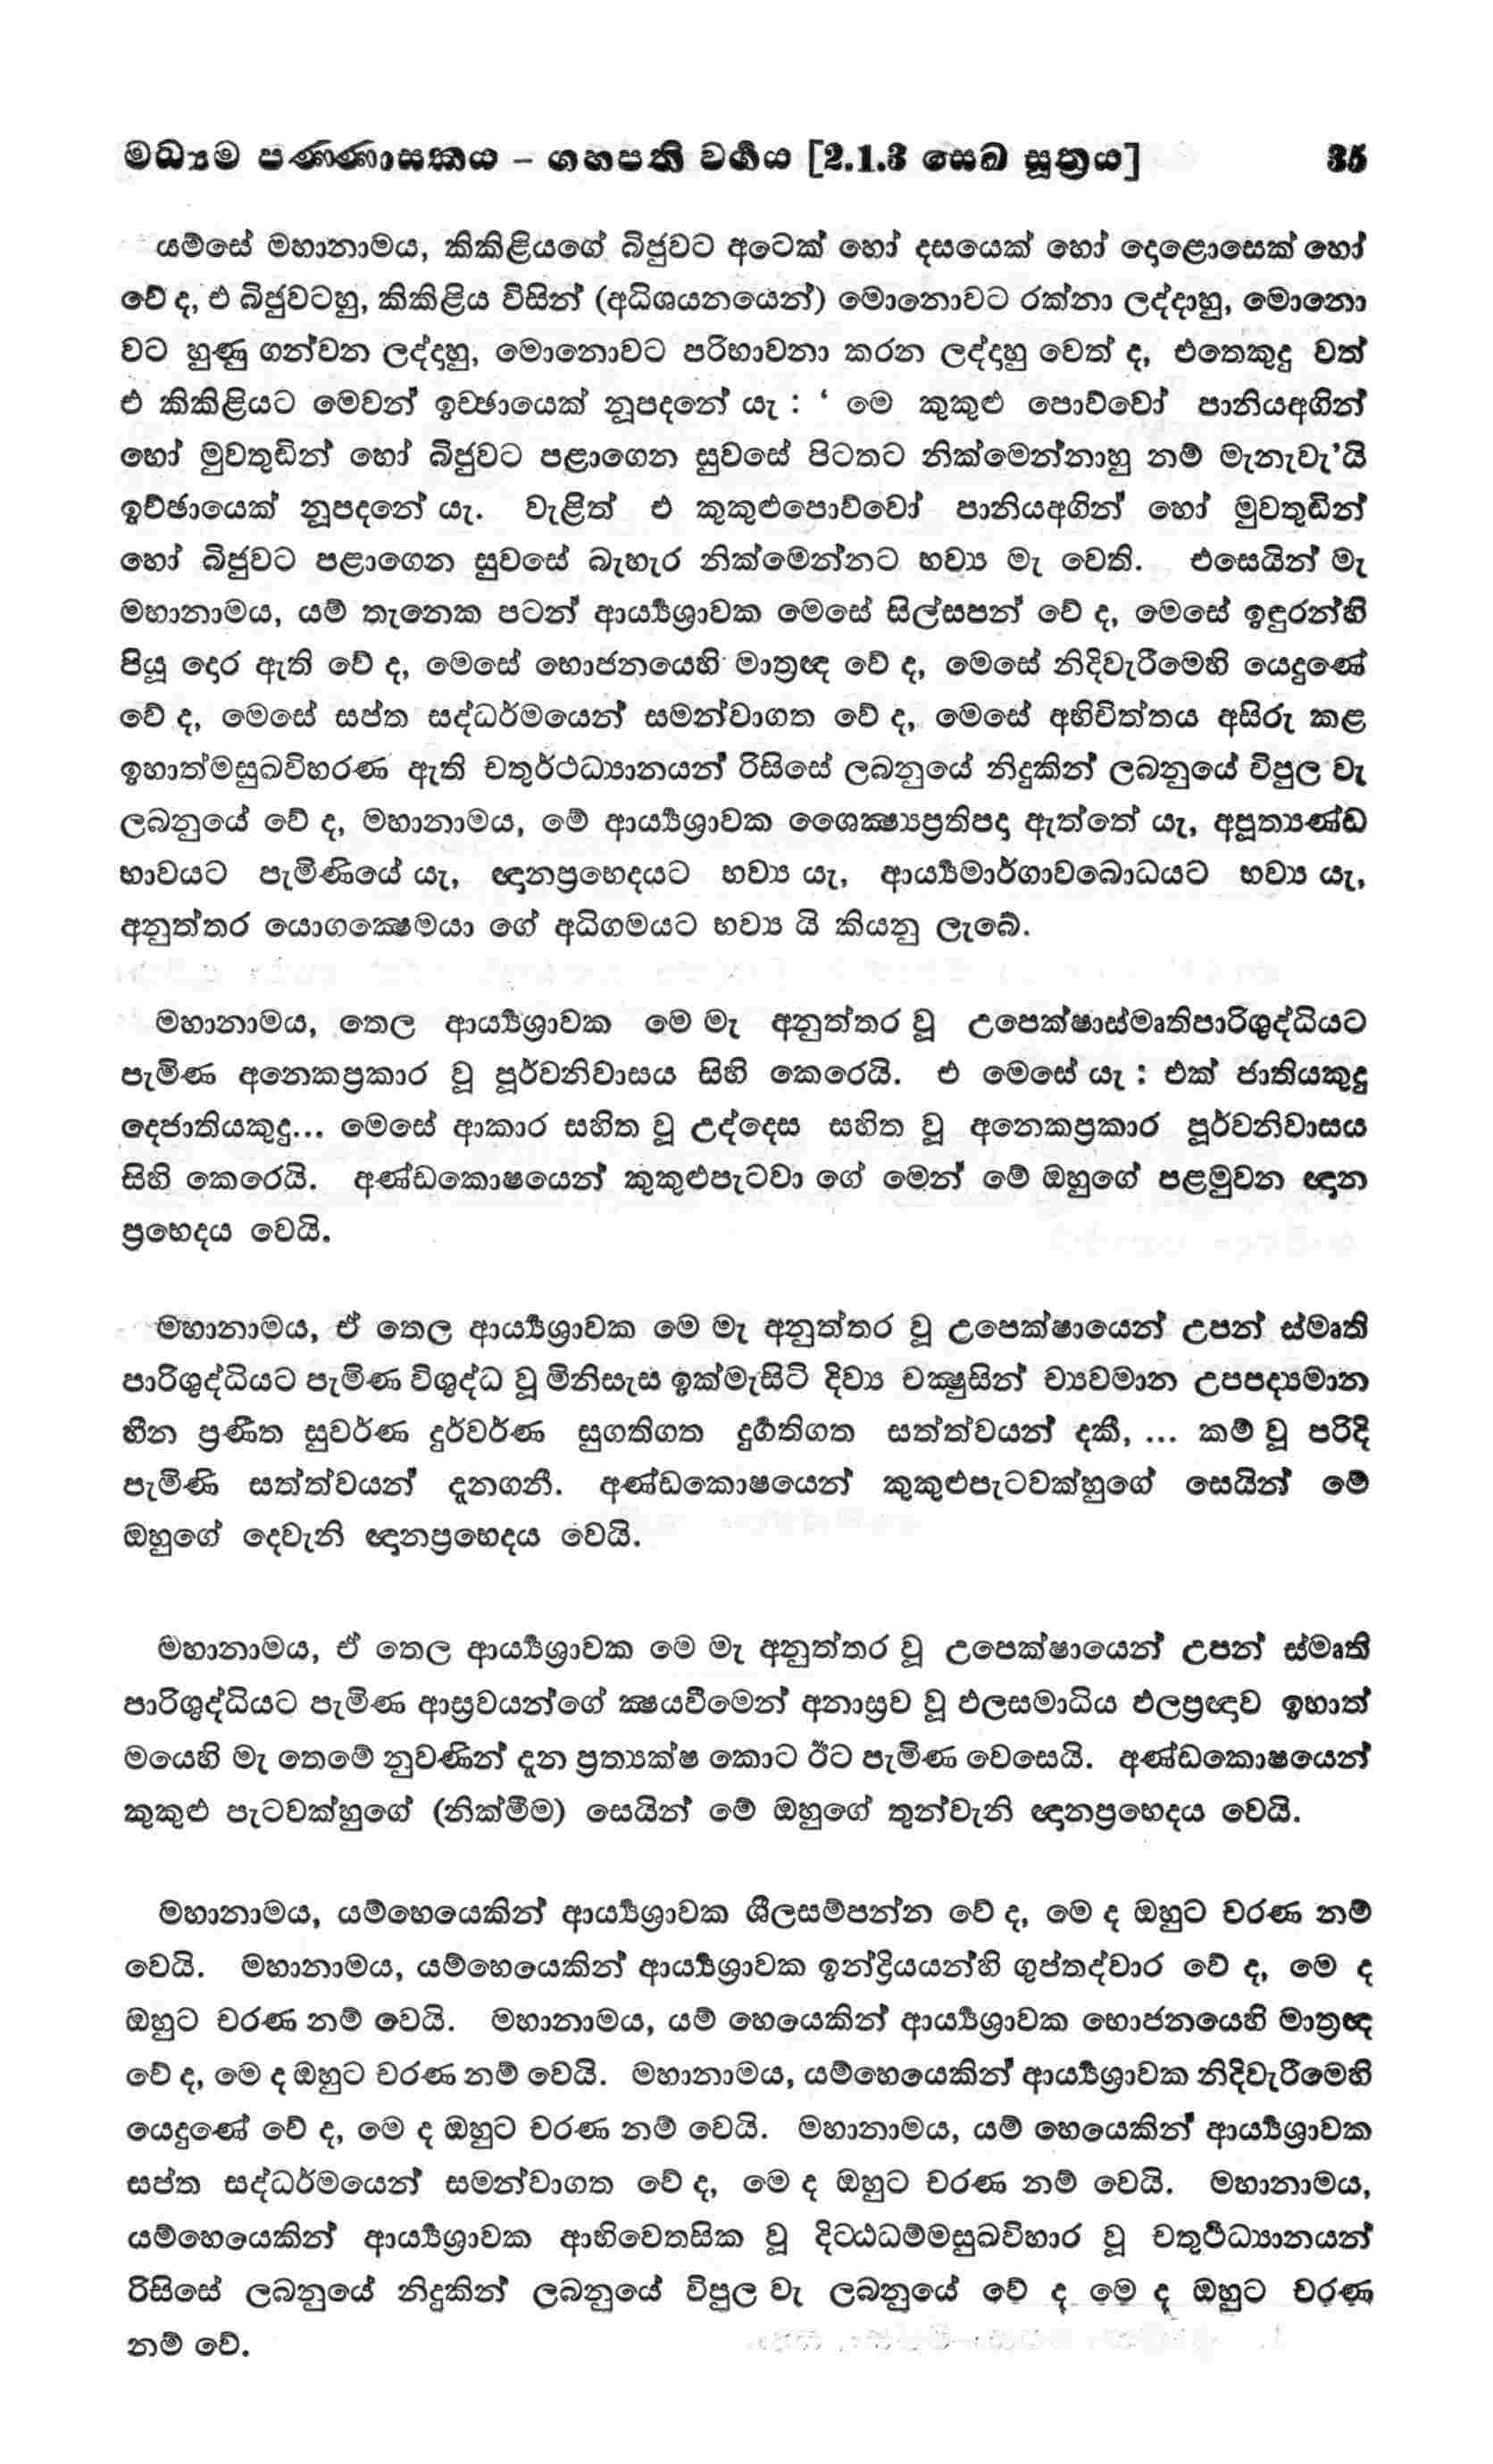 මධ්‍යම පණ්ණාසකය – ගහපති වර්‍ගය [2.1.3 සෙඛ සූත්‍රය] 35
යම්සේ මහානාමය, කිකිළියගේ බිජුවට අටෙක් හෝ දසයෙක් හෝ දෙළොසෙක් හෝ
වේ ද, එ බිජුවටහු, කිකිළිය විසින් (අධිශයනයෙන්) මොනොවට රක්නා ලද්දහු, මොනො
වට හුණු ගන්වන ලද්දහු, මොනොවට පරිභාවනා කරන ලද්දහු වෙත් ද, එතෙකුදු වත්
එ කිකිළියට මෙවන් ඉච්ඡායෙක් නූපදනේ යැ : ‘ මෙ කුකුළු පොව්වෝ පානියඅගින්
හෝ මුවතුඩින් හෝ බිජුවට පළාගෙන සුවසේ පිටතට නික්මෙන්නාහු නම් මැනැවැ’යි
ඉච්ඡායෙක් නූපදනේ යැ. වැළිත් එ කුකුළුපොව්වෝ පානියඅගින් හෝ මුවතුඩින්
හෝ බිජුවට පළාගෙන සුවසේ බැහැර නික්මෙන්නට භව්‍ය මැ වෙති. එසෙයින් මැ
මහානාමය, යම් තැනෙක පටන් ආර්‍ය්‍යශ්‍රාවක මෙසේ සිල්සපන් වේ ද, මෙසේ ඉඳුරන්හි
පියූ දෙර ඇති වේ ද, මෙසේ භොජනයෙහි මාත්‍රඥ වේ ද, මෙසේ නිදිවැරීමෙහි යෙදුණේ
වේ ද, මෙසේ සප්ත සද්ධර්මයෙන් සමන්වාගත වේ ද, මෙසේ අභිචිත්තය අසිරු කළ
ඉහාත්මසුඛවිහරණ ඇති චතුර්ථධ්‍යානයන් රිසිසේ ලබනුයේ නිදුකින් ලබනුයේ විපුල වැ
ලබනුයේ වේ ද, මහානාමය, මේ ආර්‍ය්‍යශ්‍රාවක ශෛක්‍ෂ්‍යප්‍රතිපදා ඇත්තේ යැ, අපූත්‍යණ්ඩ
භාවයට පැමිණියේ යැ, ඥානප්‍රභෙදයට භව්‍ය යැ, ආර්‍ය්‍යමාර්ගාවබොධයට භව්‍ය යැ,
අනුත්තර යොගක්‍ෂෙමයා ගේ අධිගමයට භව්‍ය යි කියනු ලැබේ.
මහානාමය, තෙල ආර්‍ය්‍යශ්‍රාවක මෙ මැ අනුත්තර වූ උපෙක්ෂාස්මෘතිපාරිශුද්ධියට
පැමිණ අනෙකප්‍රකාර වූ පූර්වනිවාසය සිහි කෙරෙයි. එ මෙසේ යැ : එක් ජාතියකුදු
දෙජාතියකුදු... මෙසේ ආකාර සහිත වූ උද්දෙස සහිත වූ අනෙකප්‍රකාර පූර්වනිවාසය
සිහි කෙරෙයි. අණ්ඩකොෂයෙන් කුකුළුපැටවා ගේ මෙන් මේ ඔහුගේ පළමුවන ඥාන
ප්‍රභෙදය වෙයි.
මහානාමය, ඒ තෙල ආර්‍ය්‍යශ්‍රාවක මෙ මැ අනුත්තර වූ උපෙක්ෂායෙන් උපන් ස්මෘති
පාරිශුද්ධියට පැමිණ විශුද්ධ වූ මිනිසැස ඉක්මැසිටි දිව්‍ය චක්‍ෂුසින් ච්‍යවමාන උපපද්‍යමාන
හීන ප්‍රණීත සුවර්ණ දුර්වර්ණ සුගතිගත දුර්‍ගතිගත සත්ත්වයන් දකී, ... කම් වූ පරිදි
පැමිණි සත්ත්වයන් දැනගනී. අණ්ඩකොෂයෙන් කුකුළුපැටවක්හුගේ සෙයින් මේ
ඔහුගේ දෙවැනි ඥානප්‍රභෙදය වෙයි.
මහානාමය, ඒ තෙල ආර්‍ය්‍යශ්‍රාවක මෙ මැ අනුත්තර වූ උපෙක්ෂායෙන් උපන් ස්මෘති
පාරිශුද්ධියට පැමිණ ආස්‍රවයන්ගේ ක්‍ෂයවීමෙන් අනාස්‍රව වූ ඵලසමාධිය ඵලප්‍රඥාව ඉහාත්
මයෙහි මැ තෙමේ නුවණින් දැන ප්‍රත්‍යක්ෂ කොට ඊට පැමිණ වෙසෙයි. අණ්ඩකොෂයෙන්
කුකුළු පැටවක්හුගේ (නික්මීම) සෙයින් මේ ඔහුගේ තුන්වැනි ඥානප්‍රභෙදය වෙයි.
මහානාමය, යම්හෙයෙකින් ආර්‍ය්‍යශ්‍රාවක ශීලසම්පන්න වේ ද, මෙ ද ඔහුට චරණ නම්
වෙයි. මහානාමය, යම්හෙයෙකින් ආර්‍ය්‍යශ්‍රාවක ඉන්ද්‍රියයන්හි ගුප්තද්වාර වේ ද, මෙ ද
ඔහුට චරණ නම් වෙයි. මහානාමය, යම් හෙයෙකින් ආර්‍ය්‍යශ්‍රාවක භොජනයෙහි මාත්‍රඥ
වේ ද, මෙ ද ඔහුට චරණ නම් වෙයි. මහානාමය, යම්හෙයෙකින් ආර්‍ය්‍යශ්‍රාවක නිදිවැරීමෙහි
යෙදුණේ වේ ද, මෙ ද ඔහුට චරණ නම් වෙයි. මහානාමය, යම් හෙයෙකින් ආර්‍ය්‍යශ්‍රාවක
සප්ත සද්ධර්මයෙන් සමන්වාගත වේ ද, මෙ ද ඔහුට චරණ නම් වෙයි. මහානාමය,
යම්හෙයෙකින් ආර්‍ය්‍යශ්‍රාවක ආභිචෙතසික වූ දිට්ඨධම්මසුඛවිහාර වූ චතුර්‍ථධ්‍යානයන්
රිසිසේ ලබනුයේ නිදුකින් ලබනුයේ විපුල වැ ලබනුයේ වේ ද මෙ ද ඔහුට චරණ
නම් වේ.